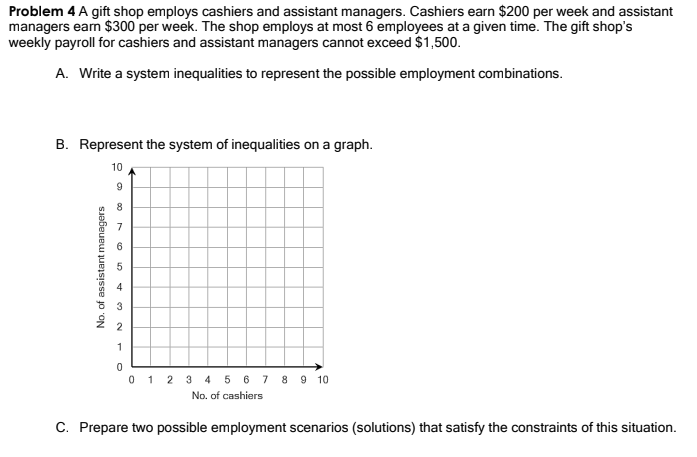 Problem 4 A gift shop employs cashiers and assistant managers. Cashiers earn $200 per week and assistant
managers earn $300 per week. The shop employs at most 6 employees at a given time. The gift shop's
weekly payroll for cashiers and assistant managers cannot exceed $1,500.
A. Write a system inequalities to represent the possible employment combinations.
B. Represent the system of inequalities on a graph.
No. of assistant managers
10
9
8
7
6
5
4
3
2
1
0
0 1 2 3 4 5 6 7 8 9 10
No. of cashiers
C. Prepare two possible employment scenarios (solutions) that satisfy the constraints of this situation.